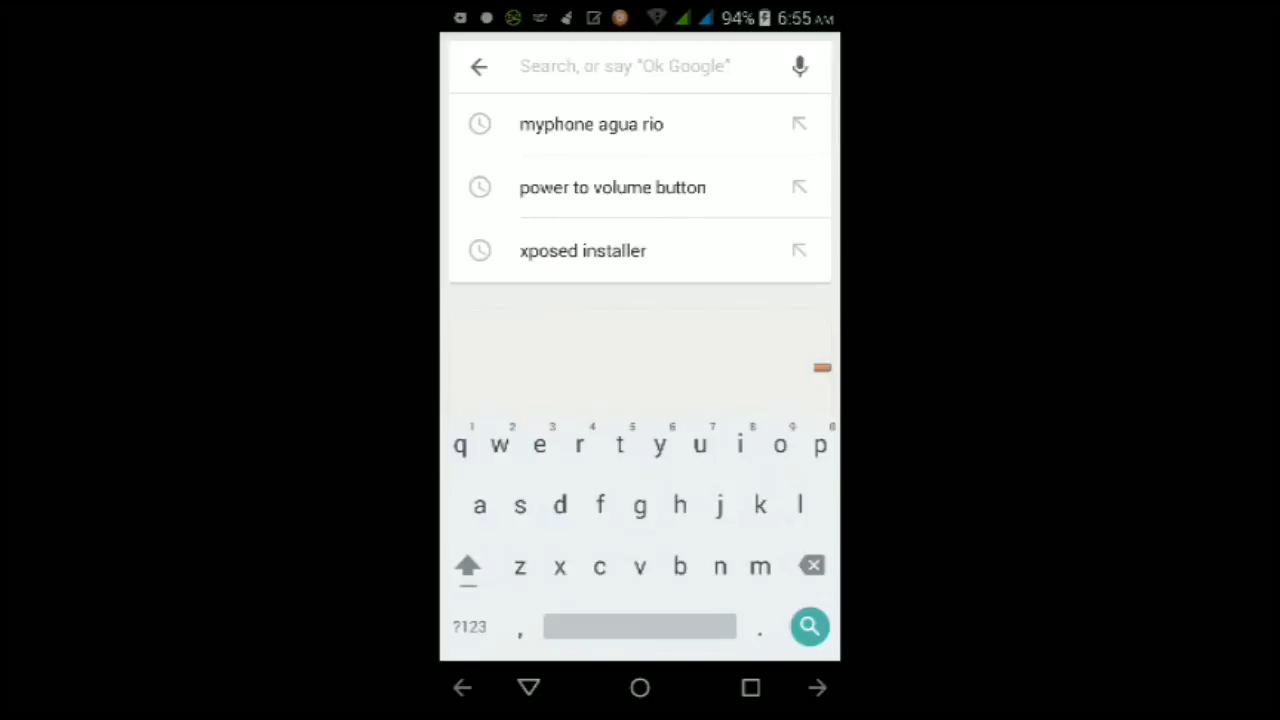 94% 6:55 AM
Search, or say "Ok Google"
myphone agua rio
power to volume button
xposed installer
1 2 3 4 5 6 7 8 9 0
q w e r t y u i o p
a s d f g h j k l
z x c v b n m
?123 , .